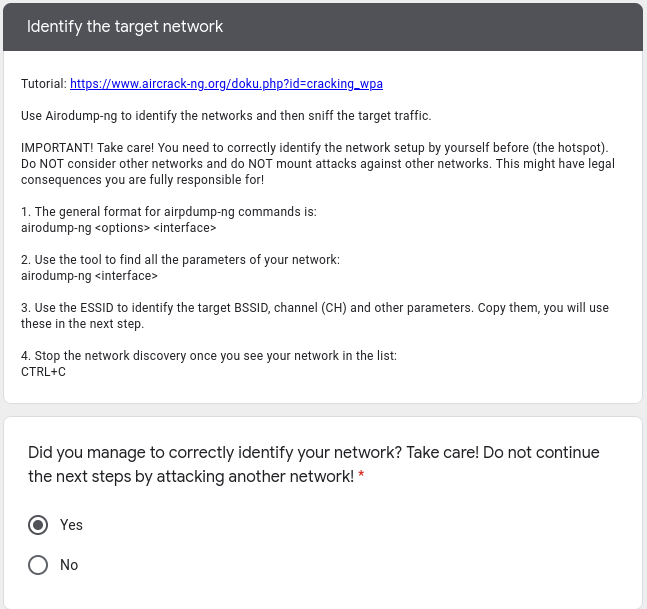 Identify the target network
Tutorial: https://www.aircrack-ng.org/doku.php?id=cracking_wpa
Use Airodump-ng to identify the networks and then sniff the target traffic.
IMPORTANT! Take care! You need to correctly identify the network setup by yourself before (the hotspot).
Do NOT consider other networks and do NOT mount attacks against other networks. This might have legal
consequences you are fully responsible for!
1. The general format for airpdump-ng commands is:
airodump-ng <options> <interface>
2. Use the tool to find all the parameters of your network:
airodump-ng <interface>
3. Use the ESSID to identify the target BSSID, channel (CH) and other parameters. Copy them, you will use
these in the next step.
4. Stop the network discovery once you see your network in the list:
CTRL+C
Did you manage to correctly identify your network? Take care! Do not continue
the next steps by attacking another network! *
Yes
No